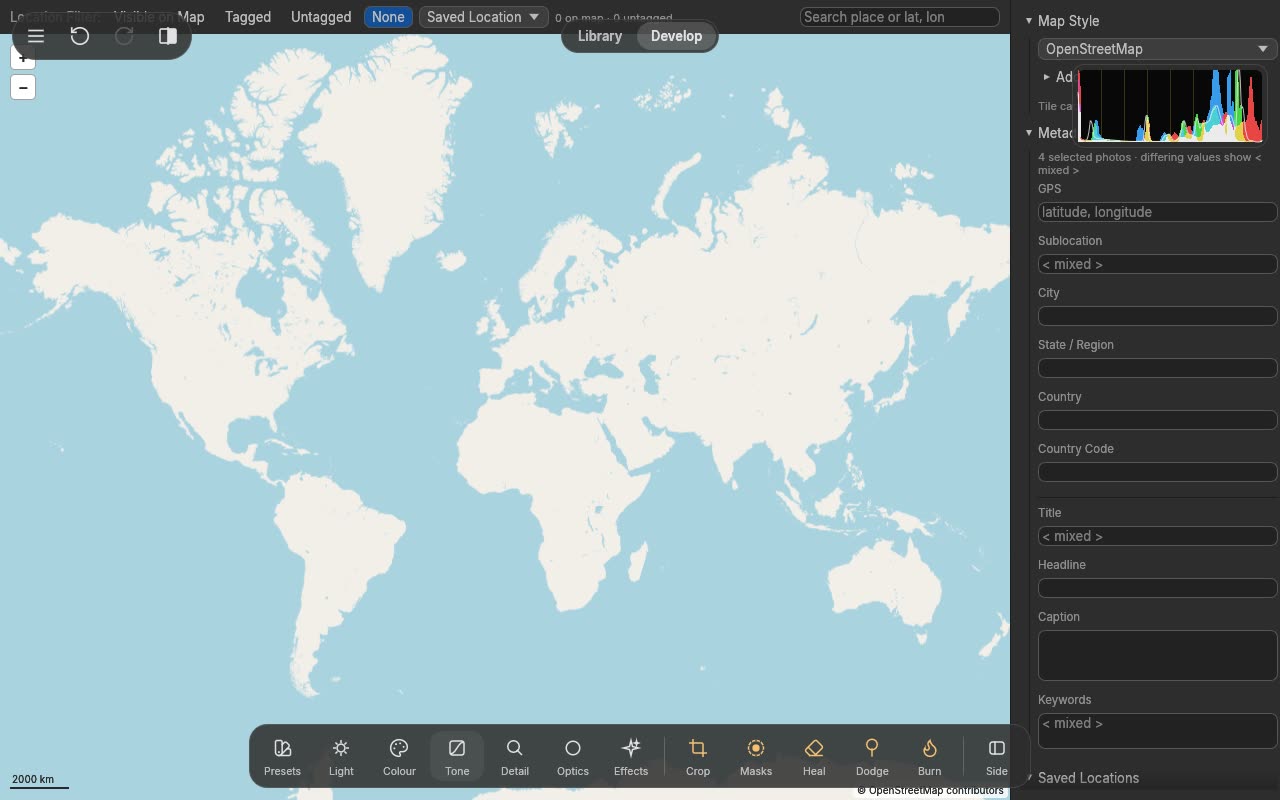 Location Filter: Visible on Map Tagged Untagged None Saved Location 0 on map · 0 untagged Search place or lat, lon
Library Develop
+
−
Map Style
OpenStreetMap
Tile
4 selected photos · differing values show <
mixed >
GPS
latitude, longitude
Sublocation
< mixed >
City
State / Region
Country
Country Code
Title
< mixed >
Headline
Caption
Keywords
< mixed >
Saved Locations
Presets Light Colour Tone Detail Optics Effects Crop Masks Heal Dodge Burn Side
2000 km
© OpenStreetMap contributors